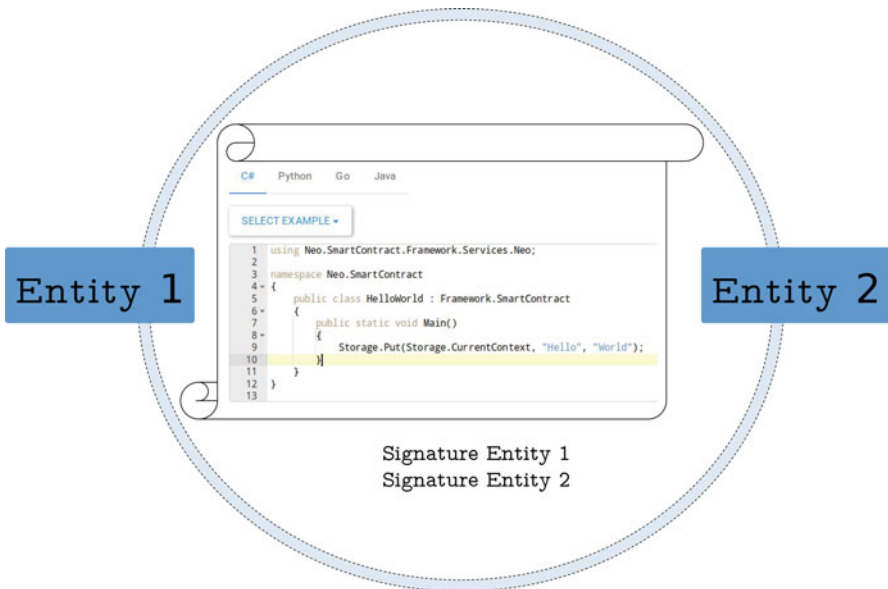 C# Python Go Java
SELECT EXAMPLE
Entity 1
Entity 2
1 using Neo.SmartContract.Framework.Services.Neo;
2
3 namespace Neo.SmartContract
4 {
5     public class HelloWorld : Framework.SmartContract
6     {
7         public static void Main()
8         {
9             Storage.Put(Storage.CurrentContext, "Hello", "World");
10         }
11     }
12 }
13
Signature Entity 1
Signature Entity 2